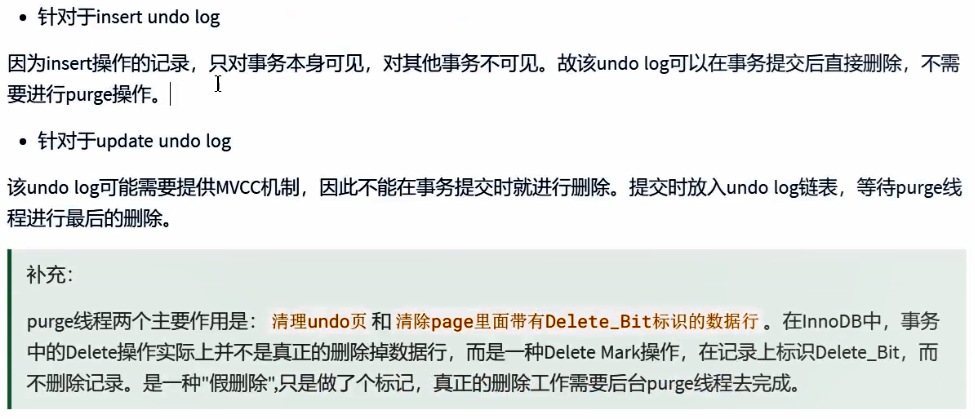 • 针对于insert undo log
因为insert操作的记录，只对事务本身可见，对其他事务不可见。故该undo log可以在事务提交后直接删除，不需
要进行purge操作。
• 针对于update undo log
该undo log可能需要提供MVCC机制，因此不能在事务提交时就进行删除。提交时放入undo log链表，等待purge线
程进行最后的删除。
补充：
purge线程两个主要作用是：清理undo页和清除page里面带有Delete_Bit标识的数据行。在InnoDB中，事务
中的Delete操作实际上并不是真正的删除掉数据行，而是一种Delete Mark操作，在记录上标识Delete_Bit，而
不删除记录。是一种"假删除",只是做了个标记，真正的删除工作需要后台purge线程去完成。